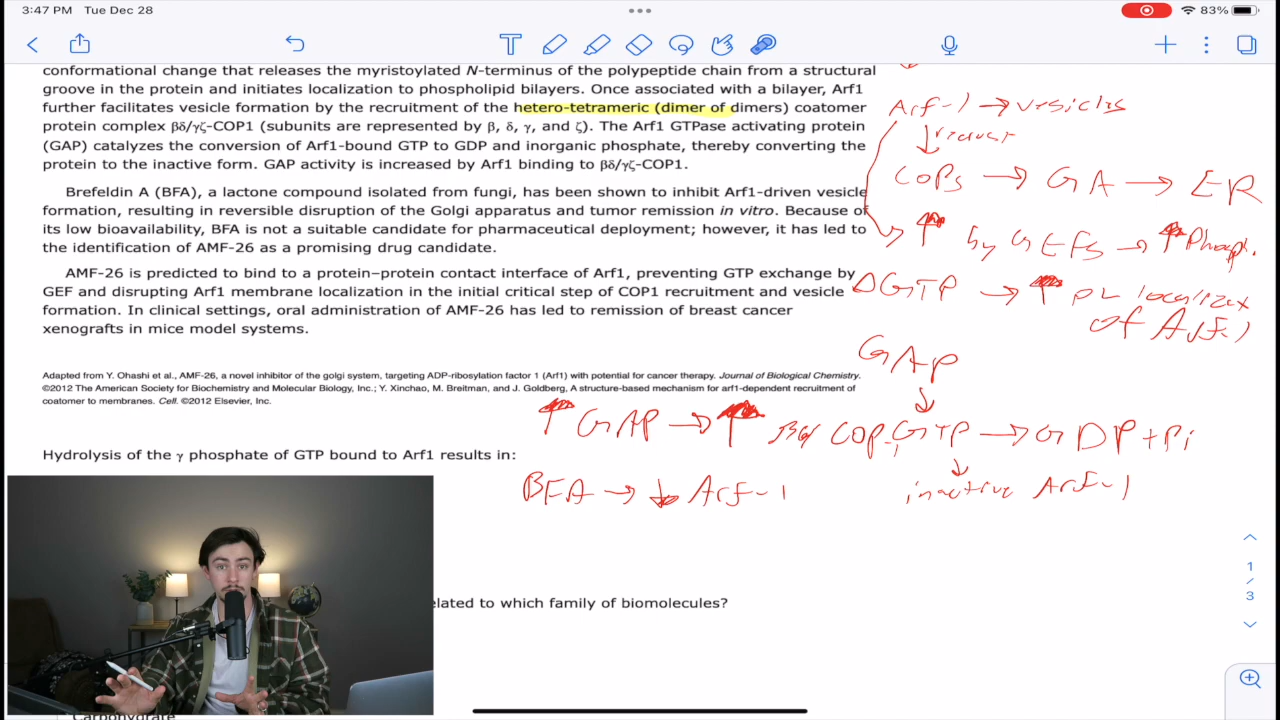 3:47 PM Tue Dec 28
83%
conformational change that releases the myristoylated N-terminus of the polypeptide chain from a structural
groove in the protein and initiates localization to phospholipid bilayers. Once associated with a bilayer, Arf1
further facilitates vesicle formation by the recruitment of the hetero-tetrameric (dimer of dimers) coatomer
protein complex βδ/γζ-COP1 (subunits are represented by β, δ, γ, and ζ). The Arf1 GTPase activating protein
(GAP) catalyzes the conversion of Arf1-bound GTP to GDP and inorganic phosphate, thereby converting the
protein to the inactive form. GAP activity is increased by Arf1 binding to βδ/γζ-COP1.
Brefeldin A (BFA), a lactone compound isolated from fungi, has been shown to inhibit Arf1-driven vesicle
formation, resulting in reversible disruption of the Golgi apparatus and tumor remission in vitro. Because of
its low bioavailability, BFA is not a suitable candidate for pharmaceutical deployment; however, it has led to
the identification of AMF-26 as a promising drug candidate.
AMF-26 is predicted to bind to a protein–protein contact interface of Arf1, preventing GTP exchange by
GEF and disrupting Arf1 membrane localization in the initial critical step of COP1 recruitment and vesicle
formation. In clinical settings, oral administration of AMF-26 has led to remission of breast cancer
xenografts in mice model systems.
Adapted from Y. Ohashi et al., AMF-26, a novel inhibitor of the golgi system, targeting ADP-ribosylation factor 1 (Arf1) with potential for cancer therapy. Journal of Biological Chemistry.
©2012 The American Society for Biochemistry and Molecular Biology, Inc.; Y. Xinchao, M. Breitman, and J. Goldberg, A structure-based mechanism for arf1-dependent recruitment of
coatomer to membranes. Cell. ©2012 Elsevier, Inc.
Hydrolysis of the γ phosphate of GTP bound to Arf1 results in:
elated to which family of biomolecules?
Carbohydrate
Arf-1 → vesicles
↓
COPs → GA → ER
↑ by GEFs → ↑ Phosph.
ΔGTP → ↑ PL
of Arf-1
GAP
↓
↑ GAP → ↑ COP
GTP → GDP + Pi
↓
inactive Arf-1
BFA → ↓ Arf-1
1
/
3